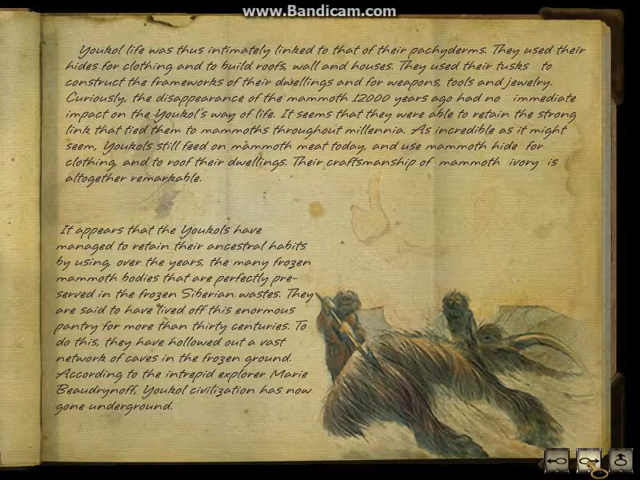 www.Bandicam.com
Youkol life was thus intimately linked to that of their pachyderms. They used their
hides for clothing and to build roofs, wall and houses. They used their tusks to
construct the frameworks of their dwellings and for weapons, tools and jewelry.
Curiously, the disappearance of the mammoth 12000 years ago had no immediate
impact on the Youkol's way of life. It seems that they were able to retain the strong
link that tied them to mammoths throughout millennia. As incredible as it might
seem, Youkols still feed on mammoth meat today, and use mammoth hide for
clothing, and to roof their dwellings. Their craftsmanship of mammoth ivory is
altogether remarkable.
It appears that the Youkols have
managed to retain their ancestral habits
by using, over the years, the many frozen
mammoth bodies that are perfectly pre-
served in the frozen Siberian wastes. They
are said to have lived off this enormous
pantry for more than thirty centuries. To
do this, they have hollowed out a vast
network of caves in the frozen ground.
According to the intrepid explorer Marie
Beaudrynoff, Youkol civilization has now
gone underground.